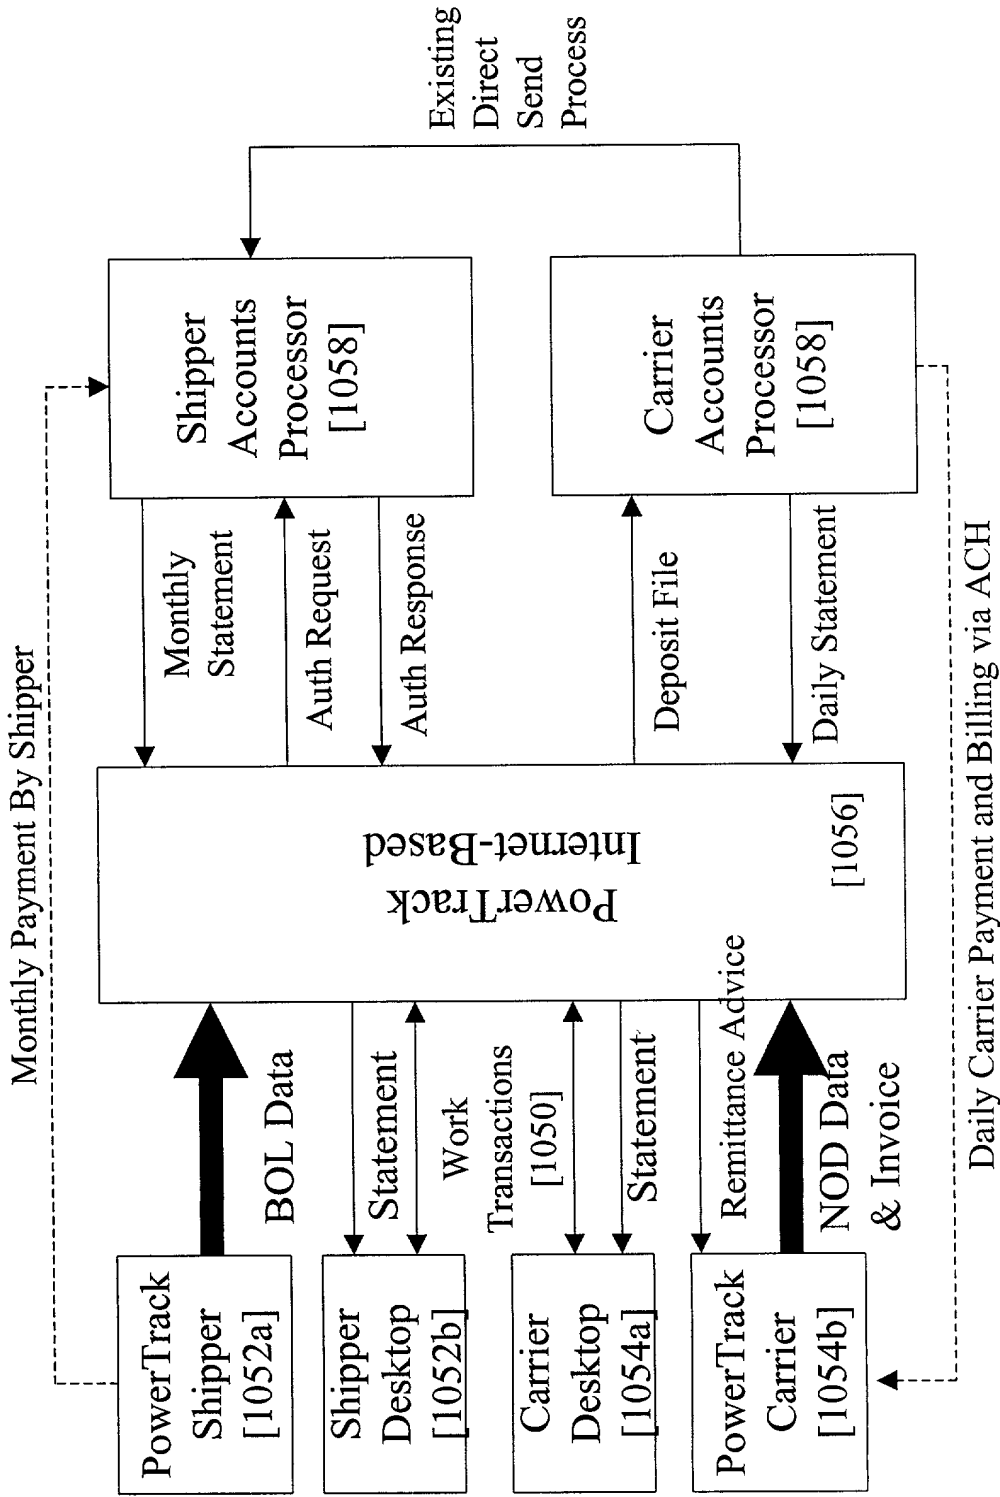 Monthly Payment By Shipper
PowerTrack
Shipper
[1052a]
BOL Data
Shipper
Desktop
[1052b]
Statement
Work
Transactions
[1050]
Carrier
Desktop
[1054a]
Statement
Remittance Advice
PowerTrack
Carrier
[1054b]
NOD Data
& Invoice
PowerTrack
Internet-Based
[1056]
Monthly
Statement
Auth Request
Auth Response
Deposit File
Daily Statement
Shipper
Accounts
Processor
[1058]
Carrier
Accounts
Processor
[1058]
Existing
Direct
Send
Process
Daily Carrier Payment and Billing via ACH